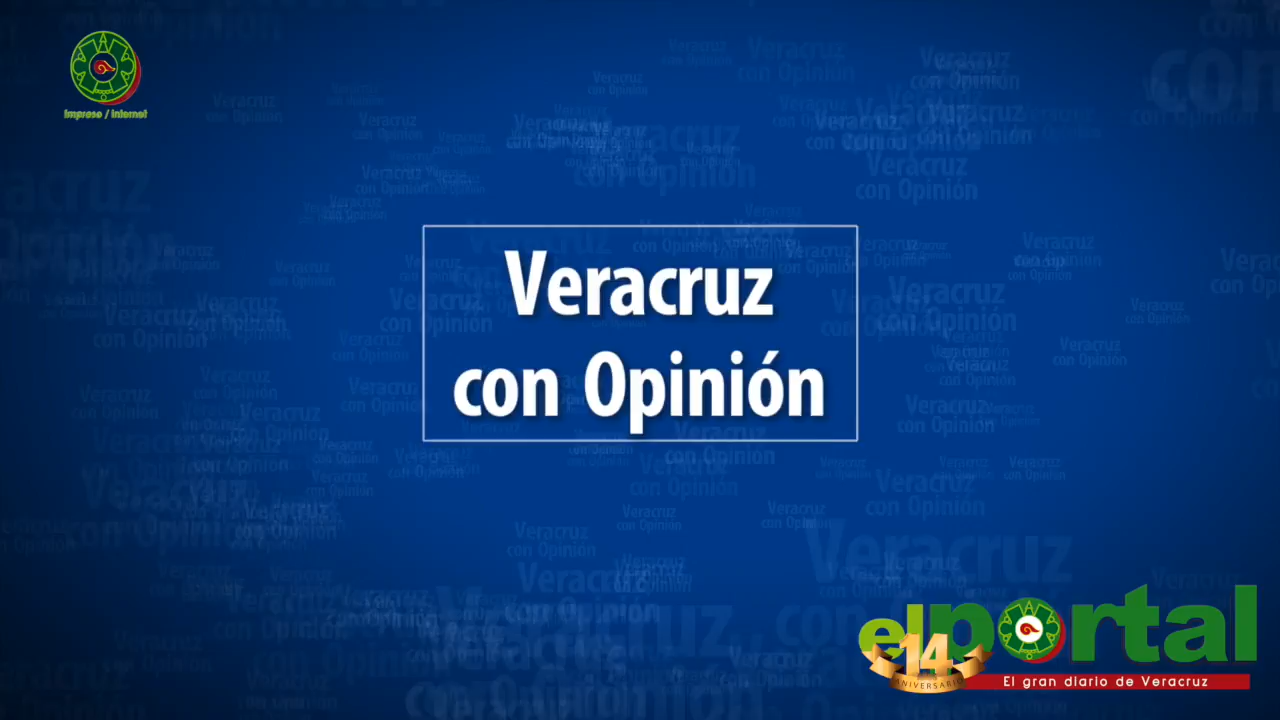 Impreso / Internet
Veracruz
con Opinión
el portal
14
ANIVERSARIO
El gran diario de Veracruz